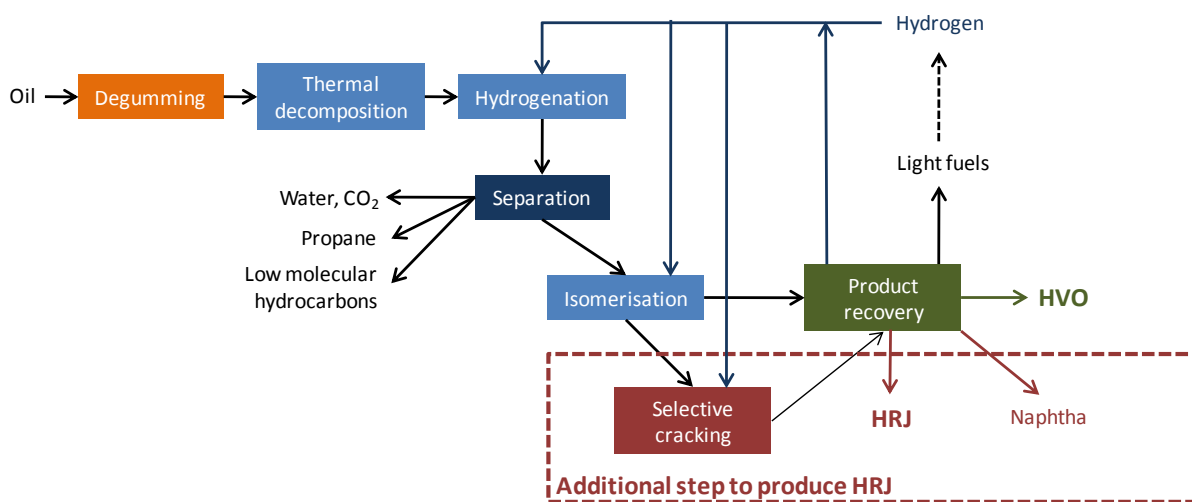 Hydrogen
Oil
Degumming
Thermal
decomposition
Hydrogenation
Light fuels
Water, CO₂
Separation
Propane
Low molecular
hydrocarbons
Isomerisation
Product
recovery
HVO
Selective
cracking
HRJ
Naphtha
Additional step to produce HRJ